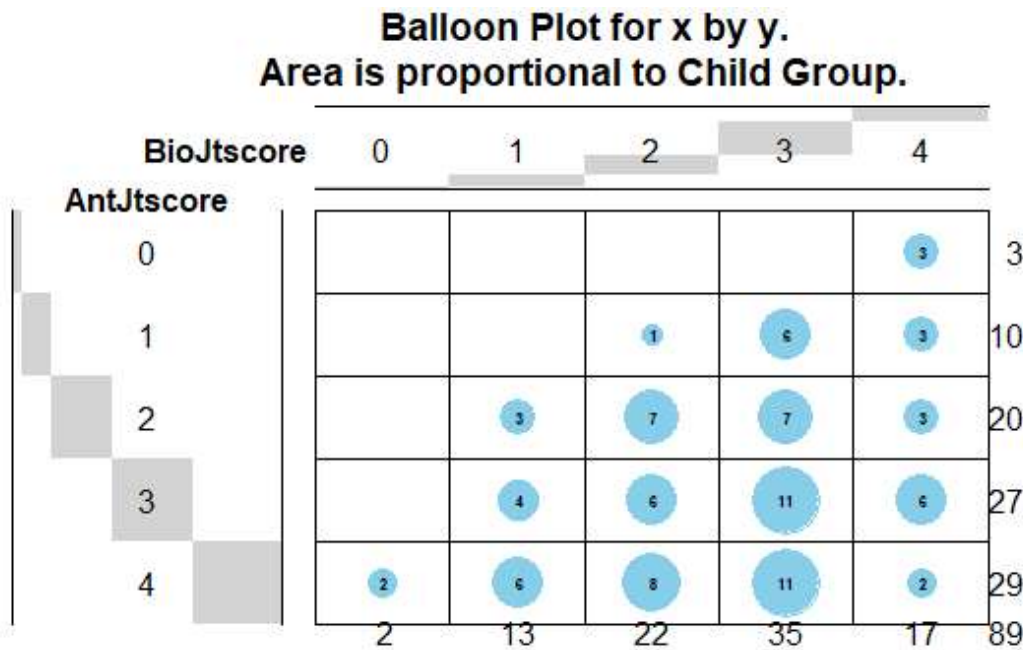 Balloon Plot for x by y.
Area is proportional to Child Group.
BioJtscore 0 1 2 3 4
AntJtscore
0 3 3
1 1 6 3 10
2 3 7 7 3 20
3 4 6 11 6 27
4 2 6 8 11 2 29
2 13 22 35 17 89